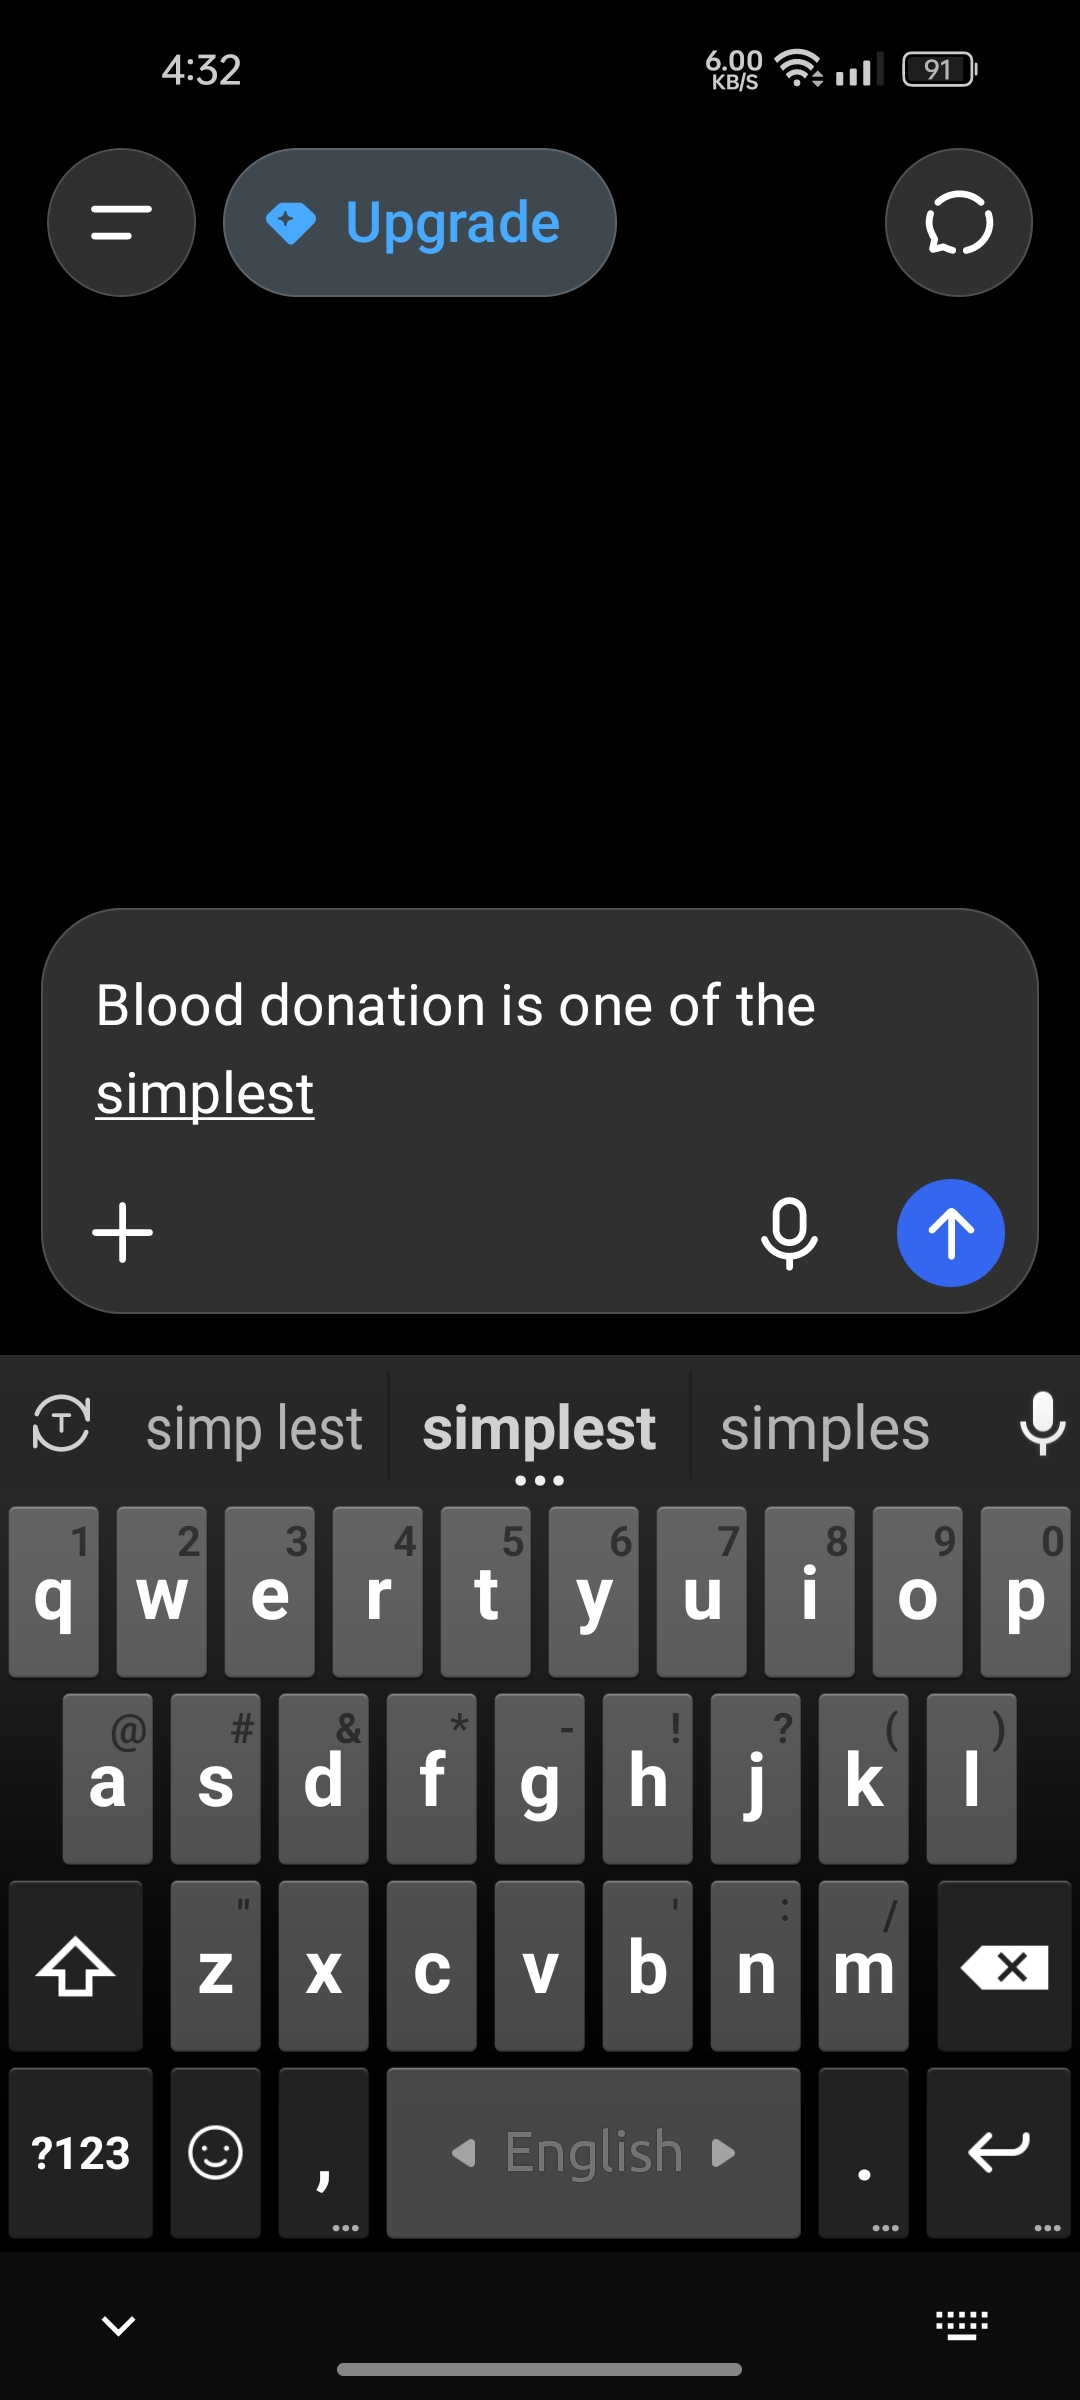 4:32
6.00
KB/S
91
Upgrade
Blood donation is one of the
simplest
T
simp lest simplest simples
1 2 3 4 5 6 7 8 9 0
q w e r t y u i o p
@ # & * - ! ? ( )
a s d f g h j k l
" ' : /
z x c v b n m
?123 , English .